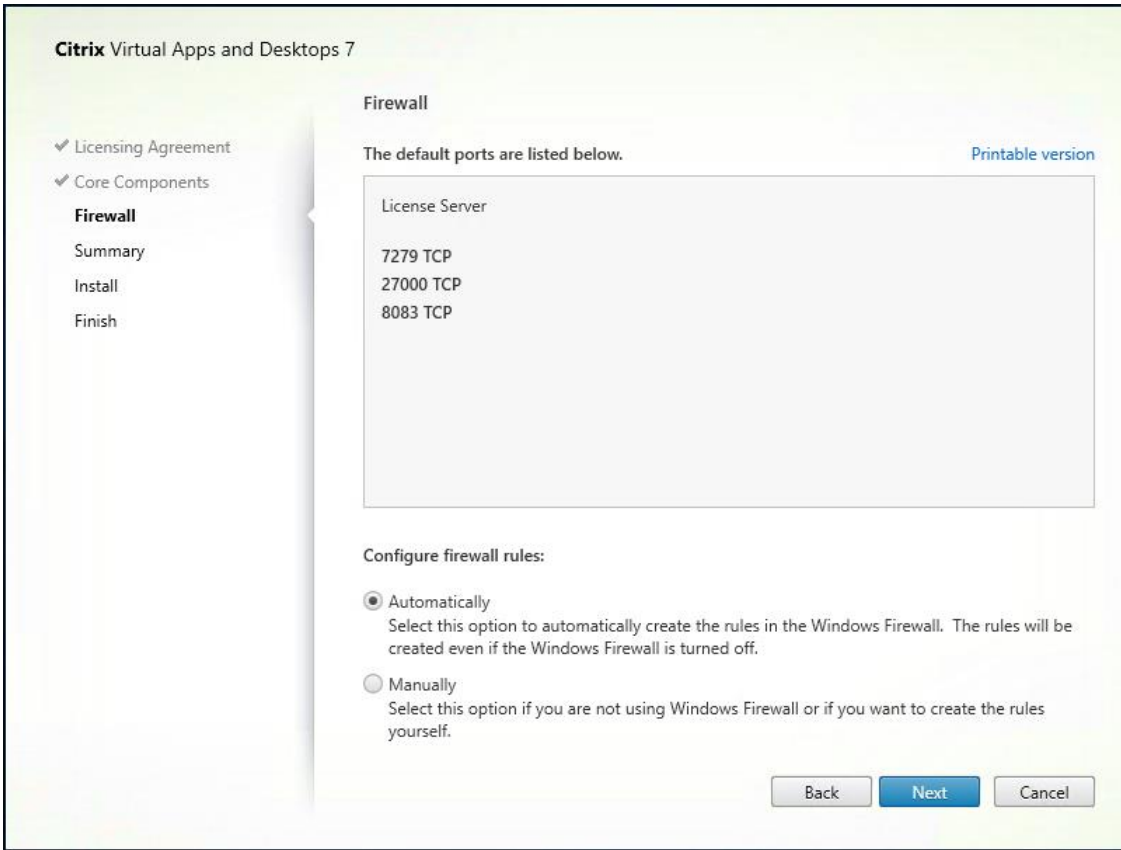 Citrix Virtual Apps and Desktops 7
Licensing Agreement
Core Components
Firewall
Summary
Install
Finish
Firewall
The default ports are listed below.
Printable version
License Server
7279 TCP
27000 TCP
8083 TCP
Configure firewall rules:
Automatically
Select this option to automatically create the rules in the Windows Firewall. The rules will be
created even if the Windows Firewall is turned off.
Manually
Select this option if you are not using Windows Firewall or if you want to create the rules
yourself.
Back
Next
Cancel